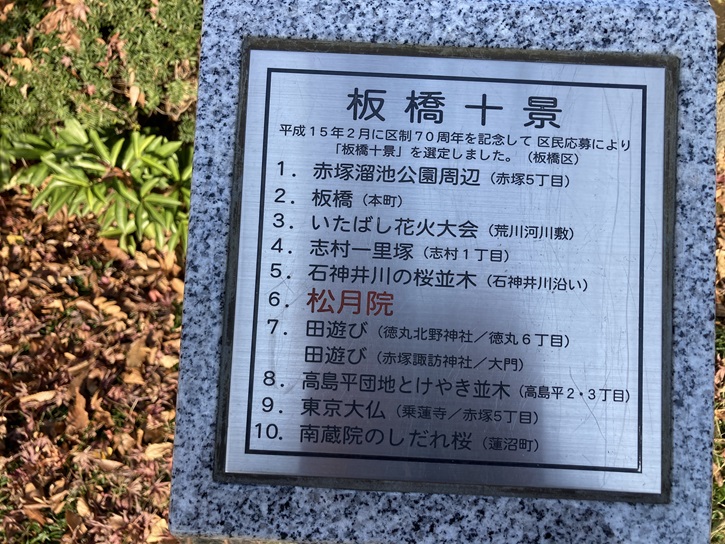 板橋十景
平成15年2月に区制70周年を記念して 区民応募により
「板橋十景」を選定しました。（板橋区）
1．赤塚溜池公園周辺（赤塚5丁目）
2．板橋（本町）
3．いたばし花火大会（荒川河川敷）
4．志村一里塚（志村1丁目）
5．石神井川の桜並木（石神井川沿い）
6．松月院
7．田遊び（徳丸北野神社／徳丸6丁目）
田遊び（赤塚諏訪神社／大門）
8．高島平団地とけやき並木（高島平2・3丁目）
9．東京大仏（乗蓮寺／赤塚5丁目）
10．南蔵院のしだれ桜（蓮沼町）